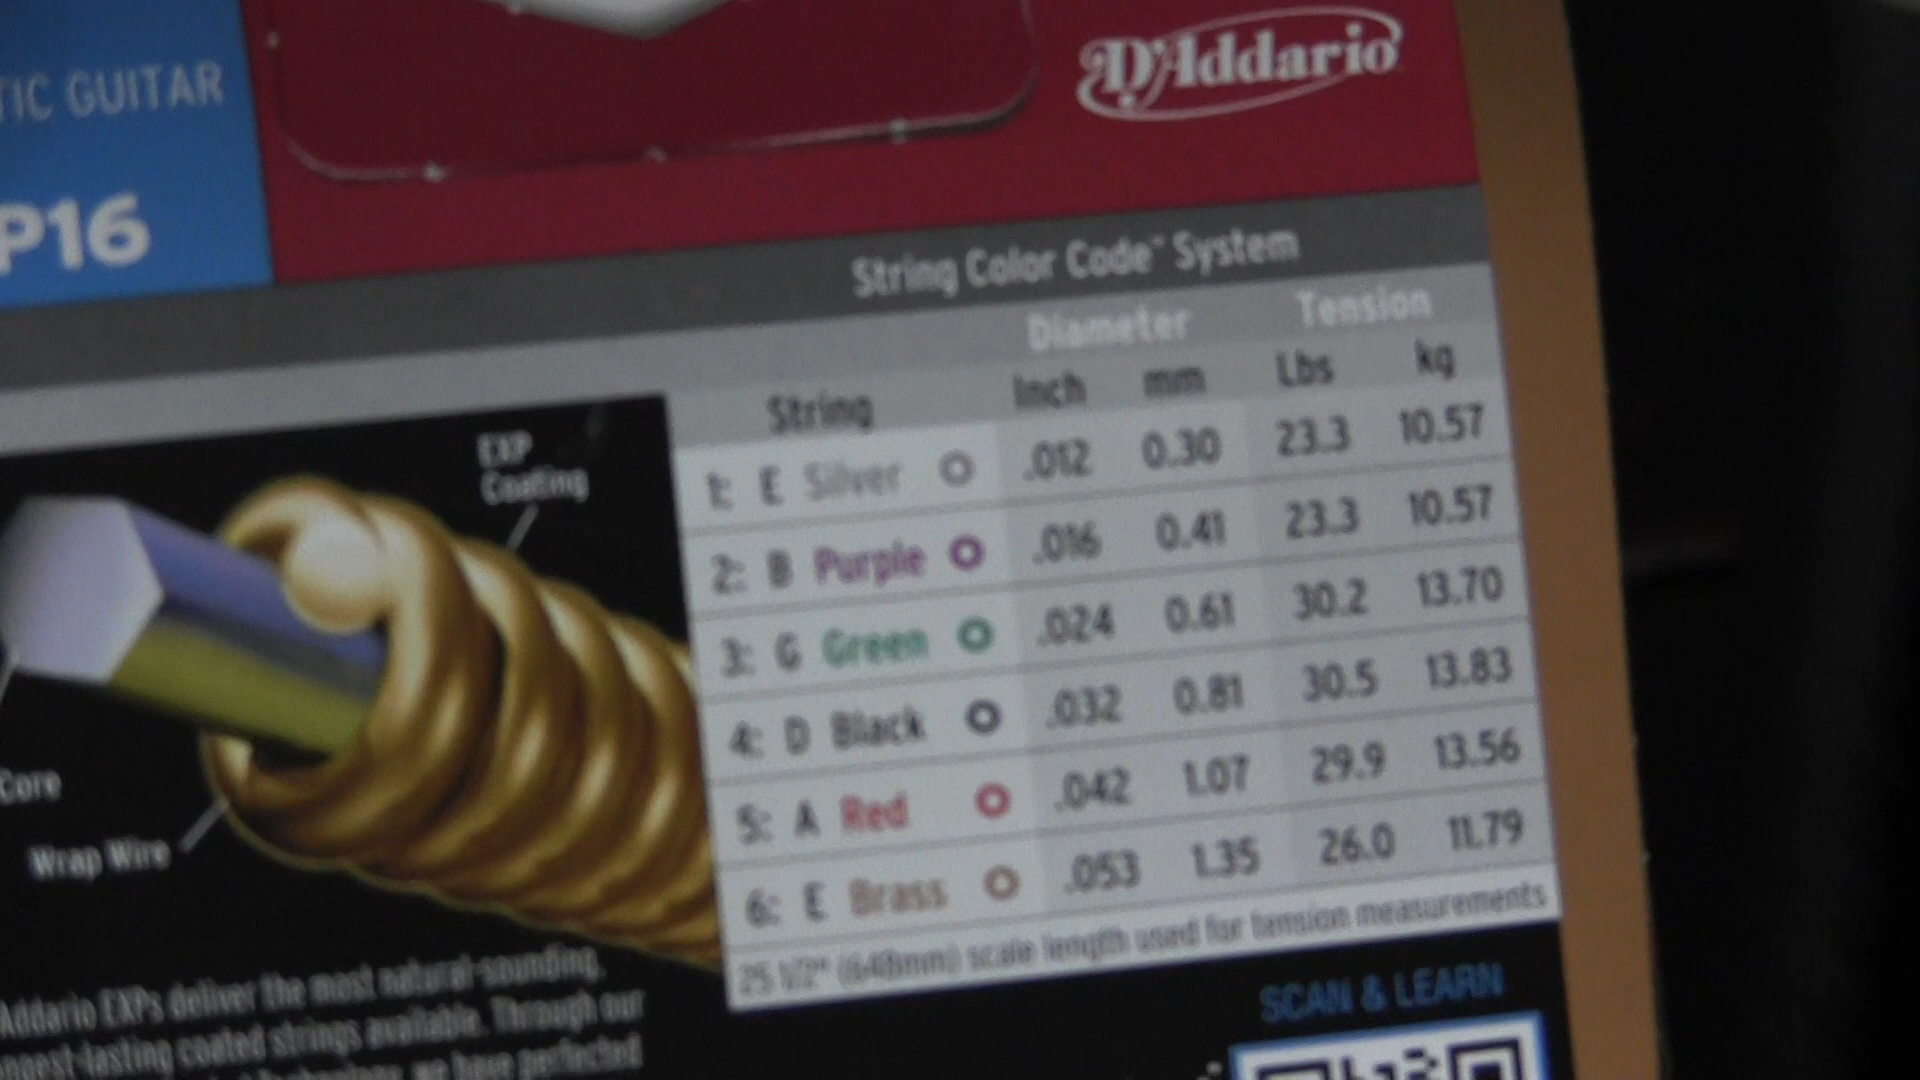 TIC GUITAR
P16
D'Addario
String Color Code™ System
Diameter Tension
String Inch mm Lbs kg
1: E Silver .012 0.30 23.3 10.57
2: B Purple .016 0.41 23.3 10.57
3: G Green .024 0.61 30.2 13.70
4: D Black .032 0.81 30.5 13.83
5: A Red .042 1.07 29.9 13.56
6: E Brass .053 1.35 26.0 11.79
25 1/2" (648mm) scale length used for tension measurements
EXP
Coating
Core
Wrap Wire
Addario EXPs deliver the most natural-sounding,
ngest-lasting coated strings available. Through our
we have perfected
SCAN & LEARN